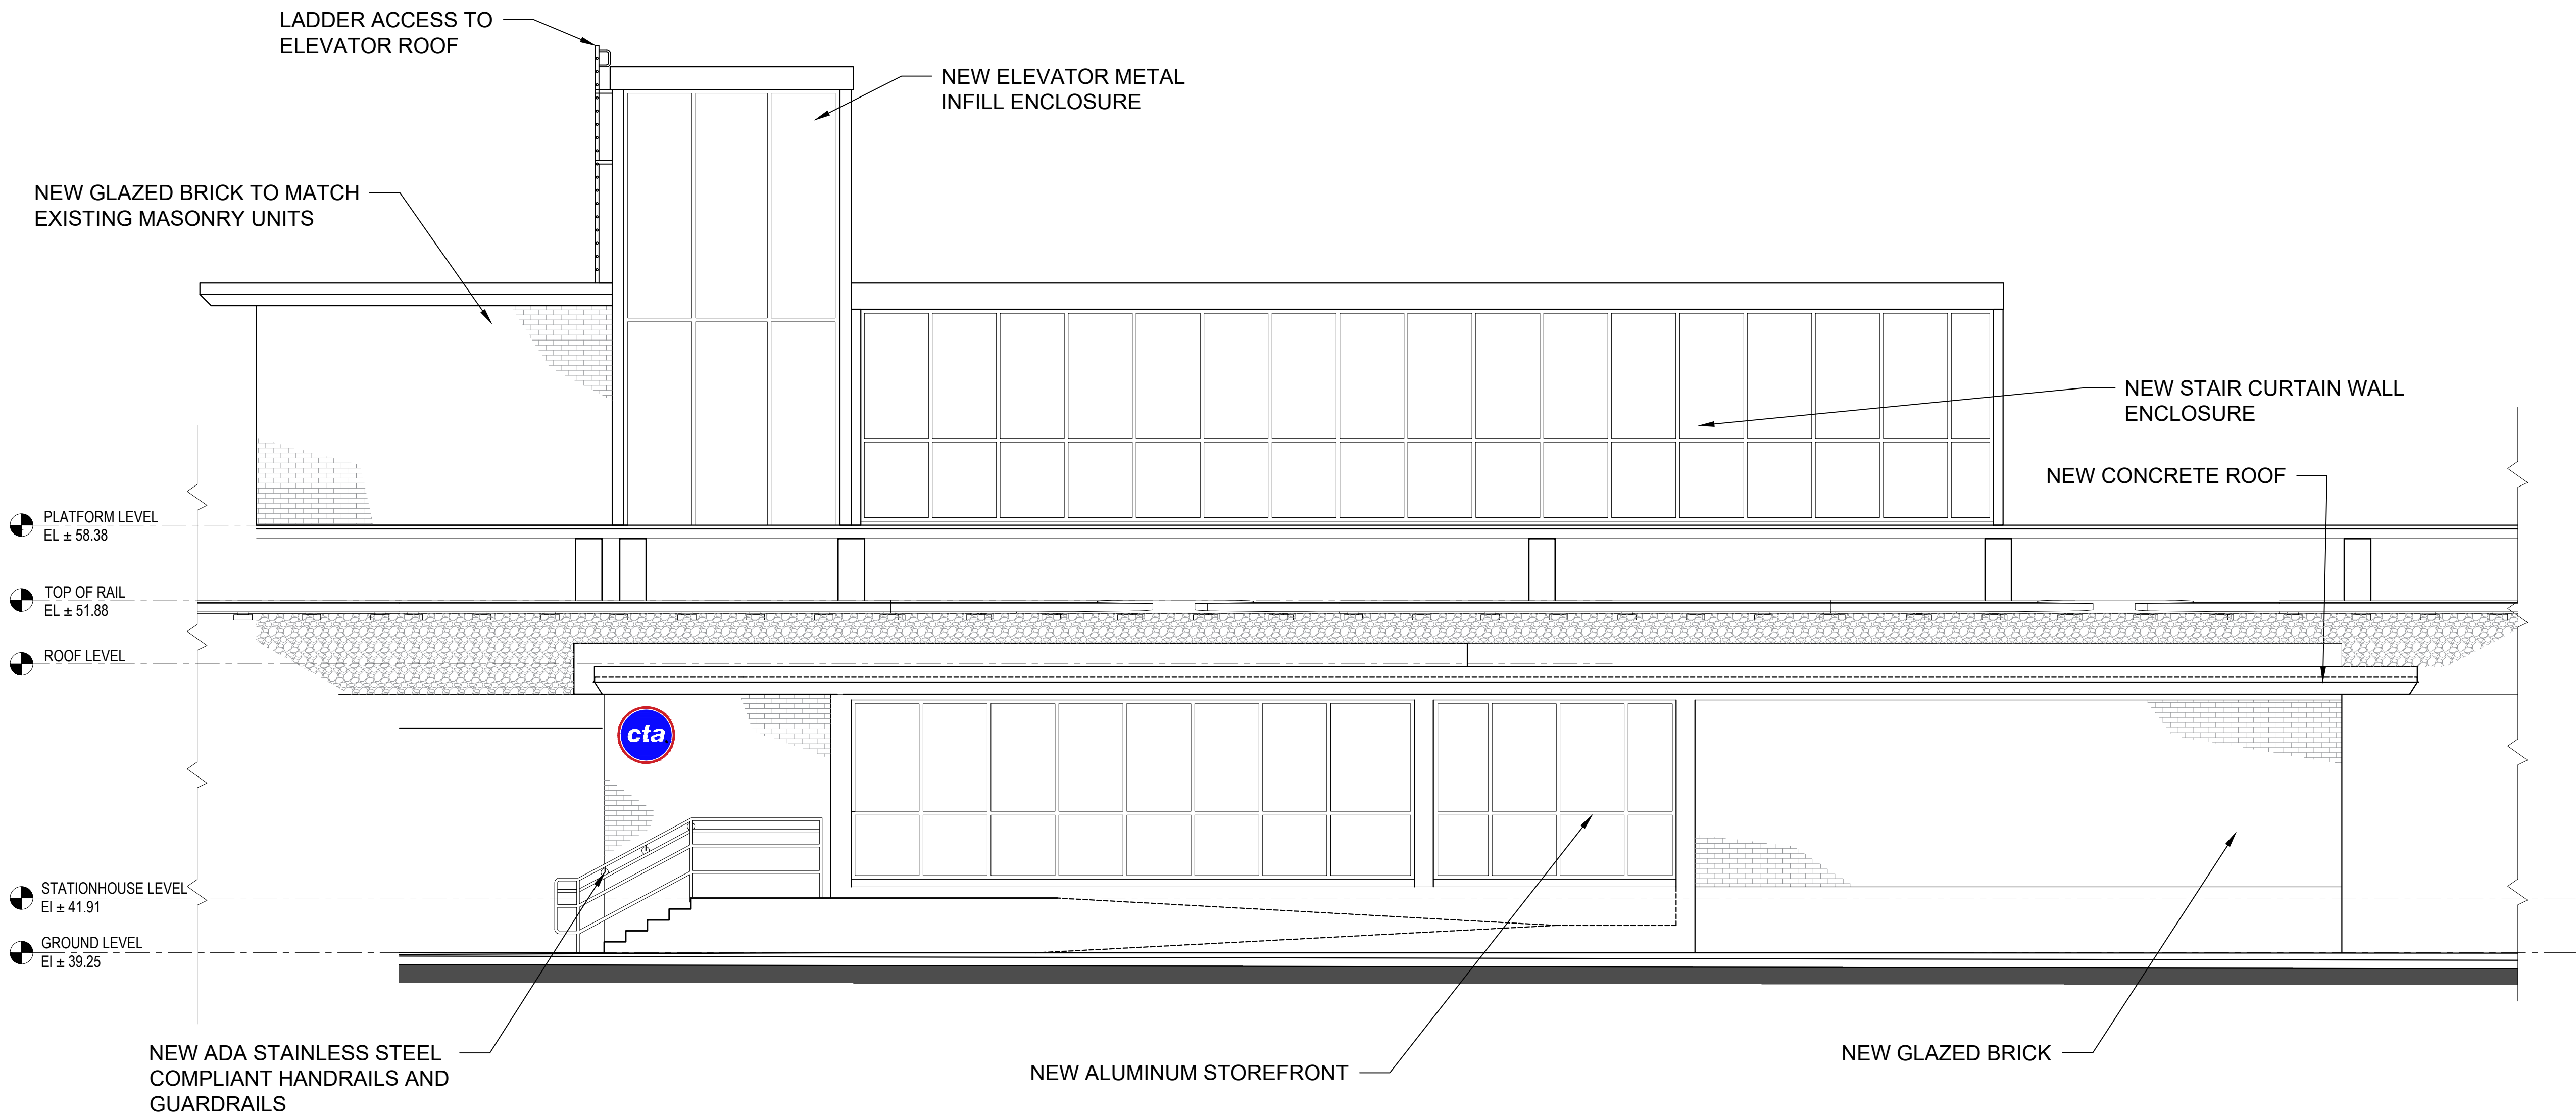 LADDER ACCESS TO
ELEVATOR ROOF
NEW ELEVATOR METAL
INFILL ENCLOSURE
NEW GLAZED BRICK TO MATCH
EXISTING MASONRY UNITS
NEW STAIR CURTAIN WALL
ENCLOSURE
NEW CONCRETE ROOF
PLATFORM LEVEL
EL ± 58.38
TOP OF RAIL
EL ± 51.88
ROOF LEVEL
cta
STATIONHOUSE LEVEL
El ± 41.91
GROUND LEVEL
El ± 39.25
NEW ADA STAINLESS STEEL
COMPLIANT HANDRAILS AND
GUARDRAILS
NEW ALUMINUM STOREFRONT
NEW GLAZED BRICK